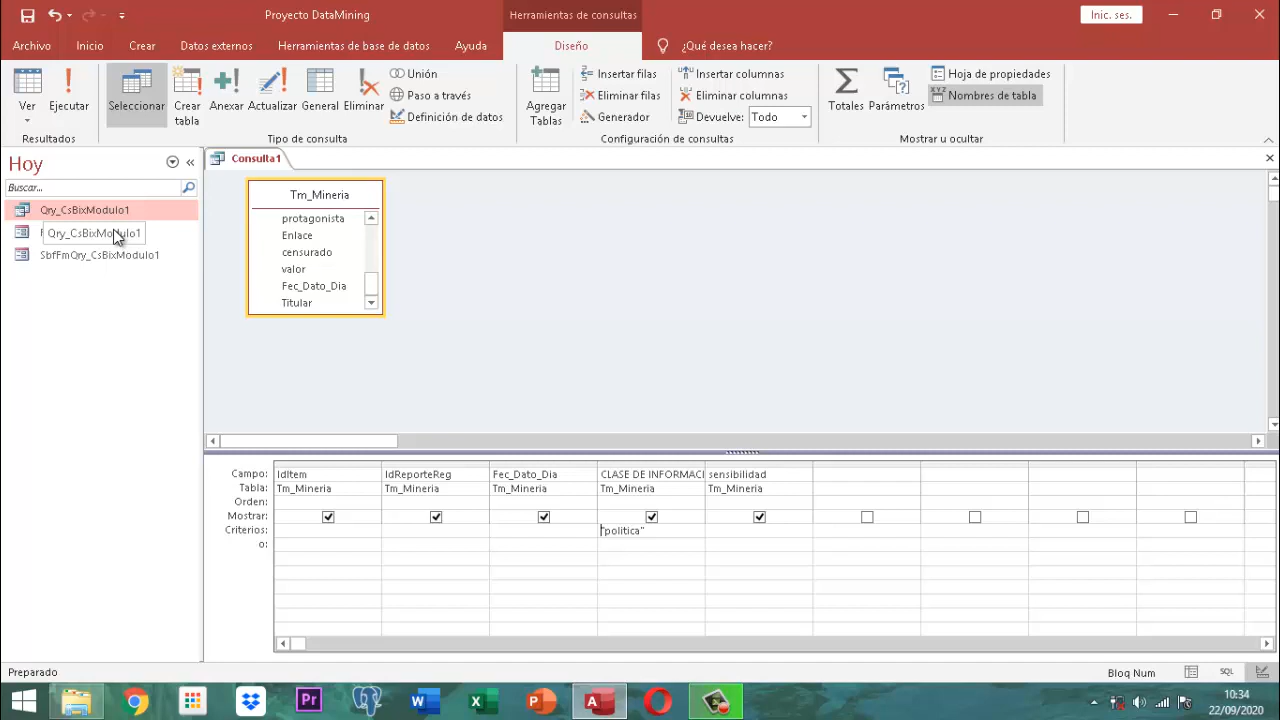 Proyecto DataMining
Herramientas de consultas
Inic. ses.
Archivo
Inicio
Crear
Datos externos
Herramientas de base de datos
Ayuda
Diseño
¿Qué desea hacer?
Ver
Ejecutar
Resultados
Seleccionar
Crear
tabla
Anexar
Actualizar
General
Eliminar
Unión
Paso a través
Definición de datos
Tipo de consulta
Agregar
Tablas
Insertar filas
Eliminar filas
Generador
Insertar columnas
Eliminar columnas
Devuelve: Todo
Configuración de consultas
Totales
Parámetros
Hoja de propiedades
Nombres de tabla
Mostrar u ocultar
Hoy
Buscar...
Qry_CsBixModulo1
Qry_CsBixModulo1
SbfFmQry_CsBixModulo1
Consulta1
Tm_Mineria
protagonista
Enlace
censurado
valor
Fec_Dato_Dia
Titular
Campo: IdItem IdReporteReg Fec_Dato_Dia CLASE DE INFORMACI sensibilidad
Tabla: Tm_Mineria Tm_Mineria Tm_Mineria Tm_Mineria Tm_Mineria
Orden:
Mostrar:
Criterios: "politica"
o:
Preparado
Bloq Num
SQL
10:34
22/09/2020